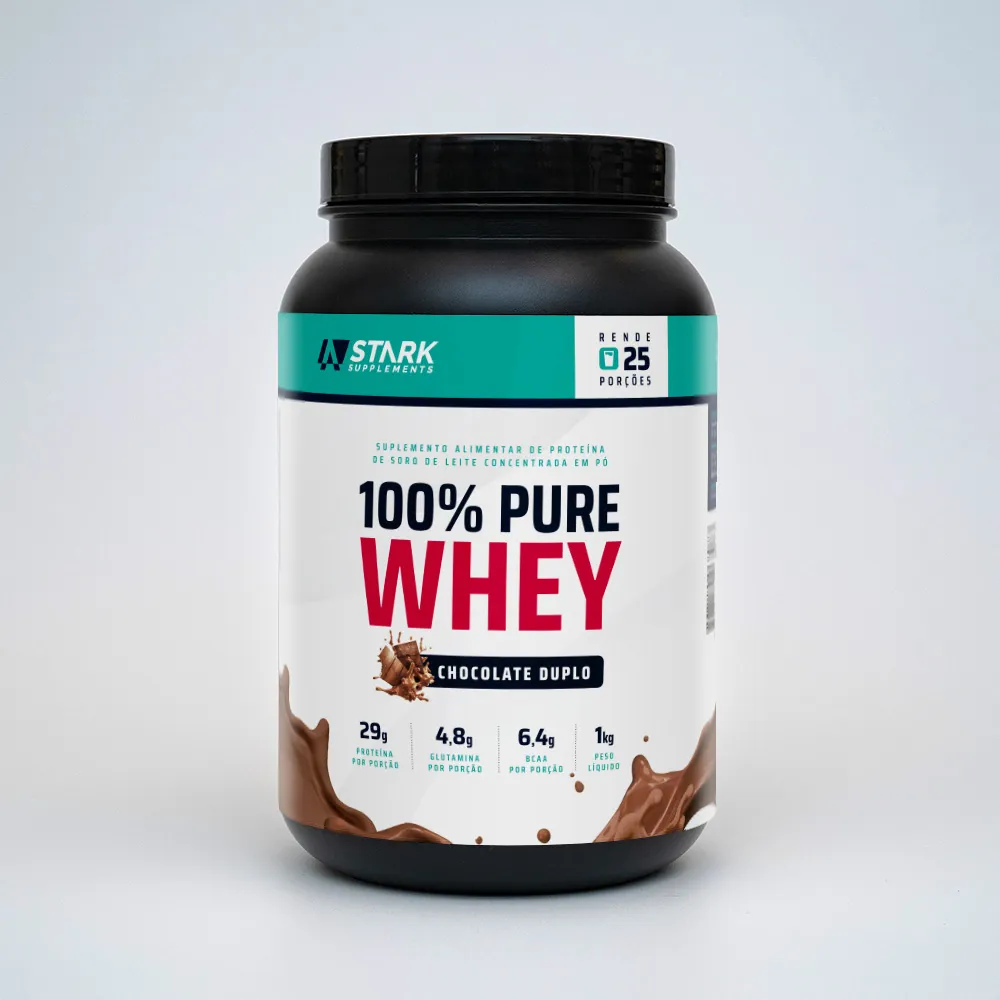 STARK
SUPPLEMENTS
RENDE
25
PORÇÕES
SUPLEMENTO ALIMENTAR DE PROTEÍNA
DE SORO DE LEITE CONCENTRADA EM PÓ
100% PURE
WHEY
CHOCOLATE DUPLO
29g
PROTEÍNA
POR PORÇÃO
4,8g
GLUTAMINA
POR PORÇÃO
6,4g
BCAA
POR PORÇÃO
1kg
PESO
LÍQUIDO